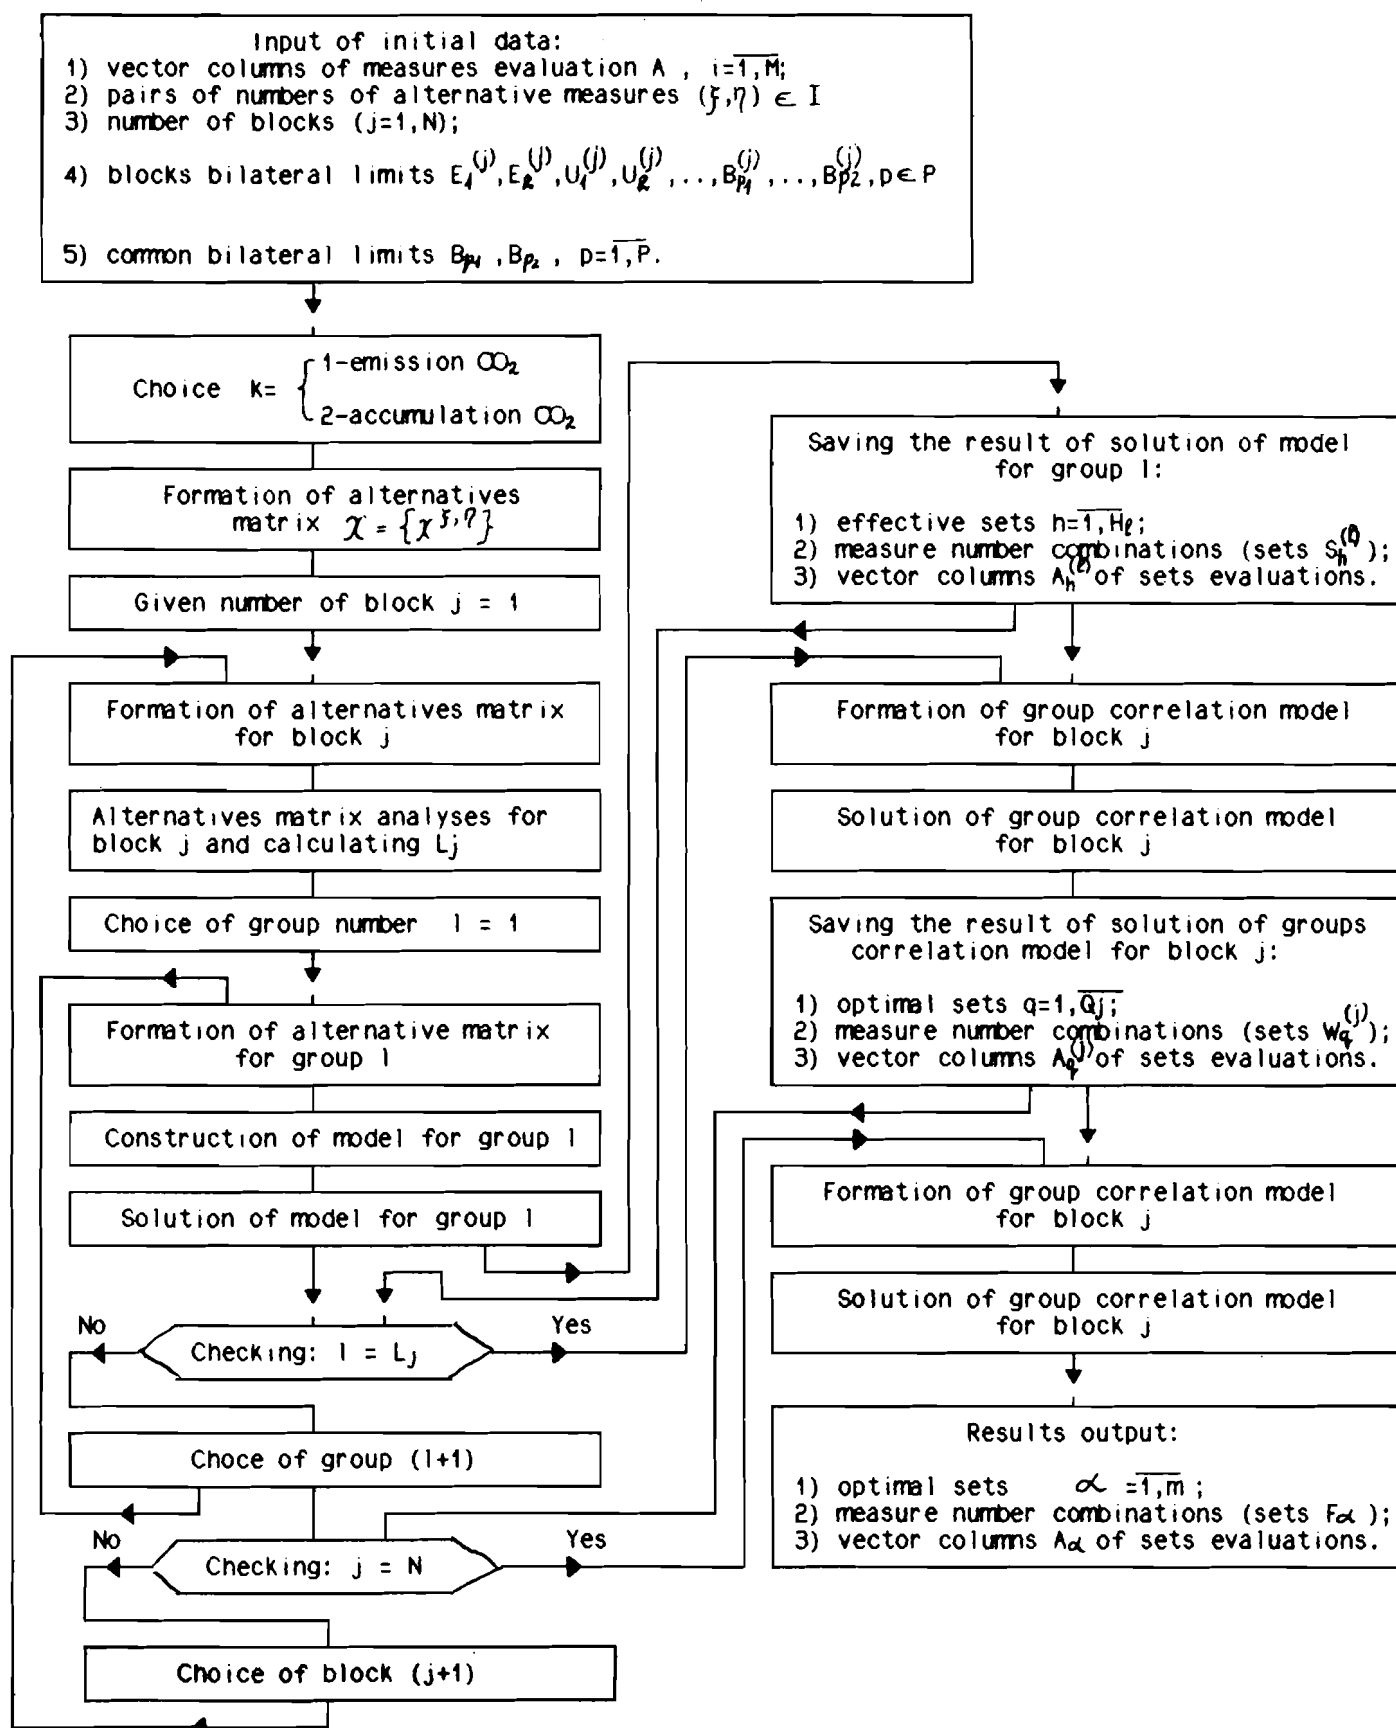 Input of initial data:
1) vector columns of measures evaluation A , i=1,M;
2) pairs of numbers of alternative measures (ξ,η) ∈ I
3) number of blocks (j=1,N);
4) blocks bilateral limits E₁⁽ʲ⁾,E₂⁽ʲ⁾,U₁⁽ʲ⁾,U₂⁽ʲ⁾,...,Bp₁⁽ʲ⁾,...,Bp₂⁽ʲ⁾,p∈P
5) common bilateral limits Bp₁ ,Bp₂ , p=1,P.
Choice k=
1-emission CO₂
2-accumulation CO₂
Formation of alternatives
matrix χ = {χ^ξ,η}
Given number of block j = 1
Formation of alternatives matrix
for block j
Alternatives matrix analyses for
block j and calculating Lj
Choice of group number l = 1
Formation of alternative matrix
for group l
Construction of model for group l
Solution of model for group l
No
Checking: l = Lj
Yes
Choce of group (l+1)
No
Checking: j = N
Yes
Choice of block (j+1)
Saving the result of solution of model
for group l:
1) effective sets h=1,Hℓ;
2) measure number combinations (sets Sh⁽ˡ⁾);
3) vector columns Ah⁽ˡ⁾ of sets evaluations.
Formation of group correlation model
for block j
Solution of group correlation model
for block j
Saving the result of solution of groups
correlation model for block j:
1) optimal sets q=1,Qj;
2) measure number combinations (sets Wq⁽ʲ⁾);
3) vector columns Aq⁽ʲ⁾ of sets evaluations.
Formation of group correlation model
for block j
Solution of group correlation model
for block j
Results output:
1) optimal sets α =1,m ;
2) measure number combinations (sets Fα );
3) vector columns Aα of sets evaluations.